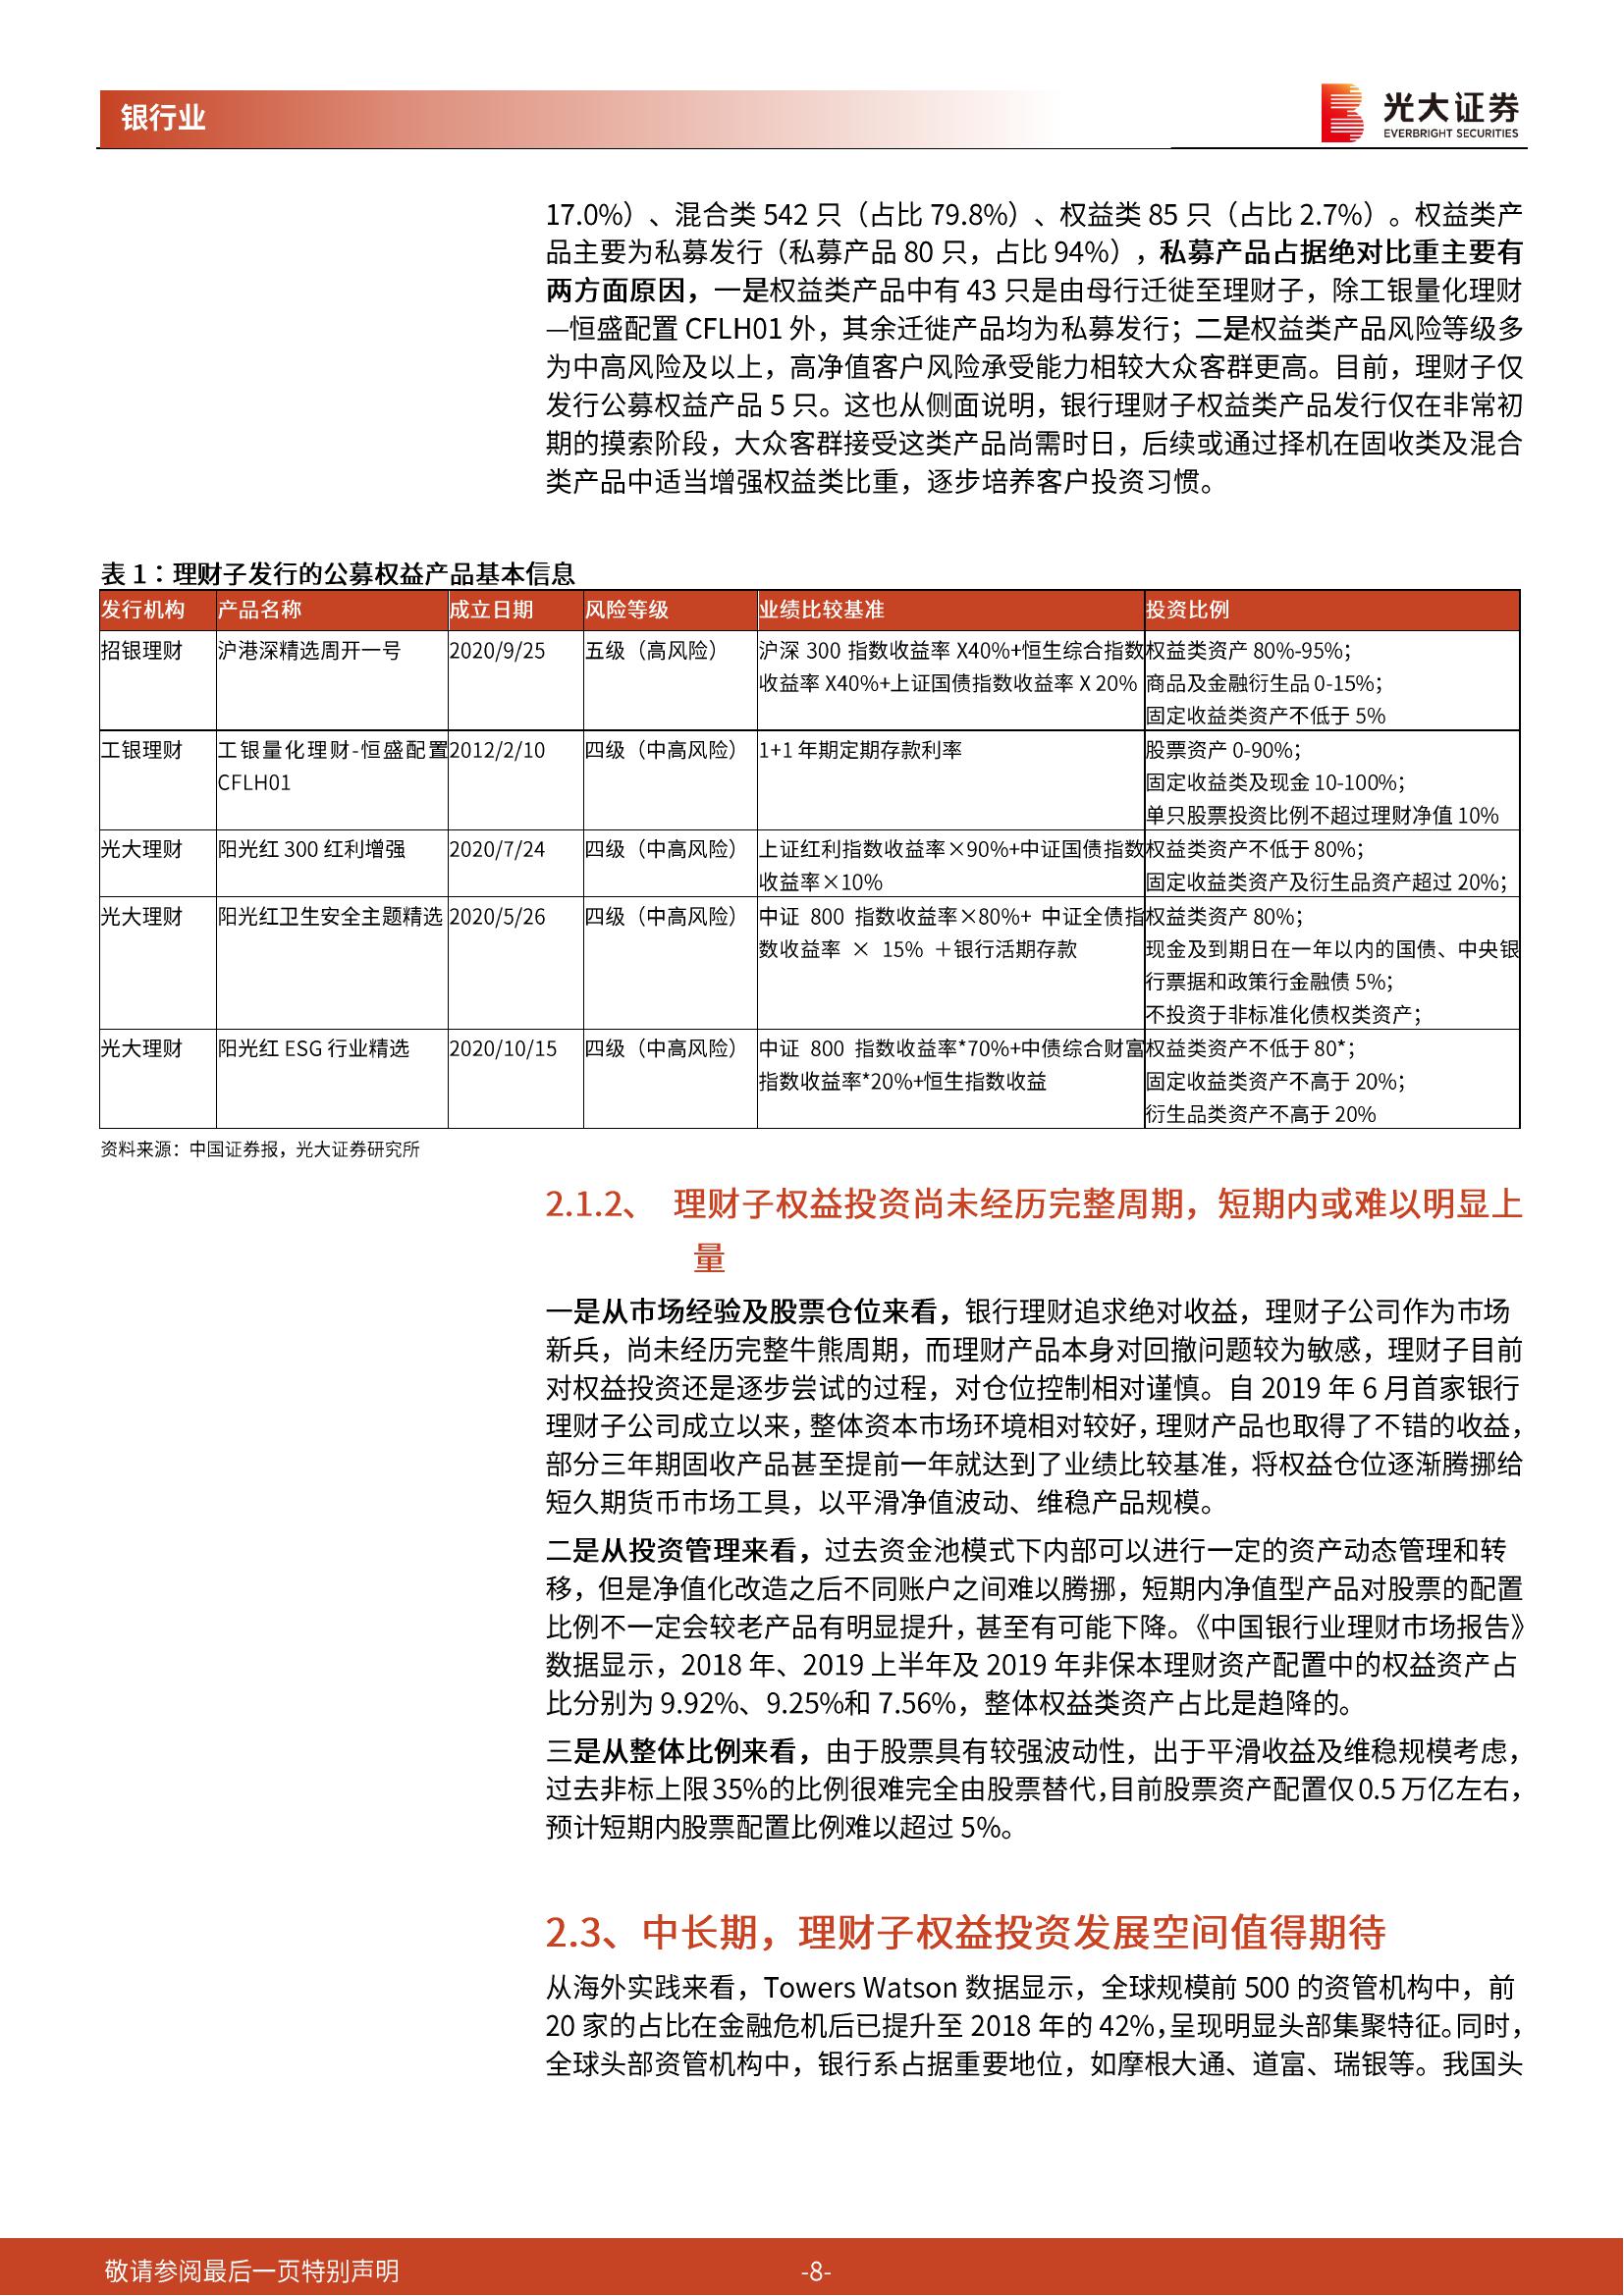 银行业
光大证券
EVERBRIGHT SECURITIES
17.0%）、混合类 542 只（占比 79.8%）、权益类 85 只（占比 2.7%）。权益类产
品主要为私募发行（私募产品 80 只，占比 94%），私募产品占据绝对比重主要有
两方面原因，一是权益类产品中有 43 只是由母行迁徙至理财子，除工银量化理财
—恒盛配置 CFLH01 外，其余迁徙产品均为私募发行；二是权益类产品风险等级多
为中高风险及以上，高净值客户风险承受能力相较大众客群更高。目前，理财子仅
发行公募权益产品 5 只。这也从侧面说明，银行理财子权益类产品发行仅在非常初
期的摸索阶段，大众客群接受这类产品尚需时日，后续或通过择机在固收类及混合
类产品中适当增强权益类比重，逐步培养客户投资习惯。
表 1：理财子发行的公募权益产品基本信息
发行机构 产品名称 成立日期 风险等级 业绩比较基准 投资比例
招银理财 沪港深精选周开一号 2020/9/25 五级（高风险） 沪深 300 指数收益率 X40%+恒生综合指数 权益类资产 80%-95%；
收益率 X40%+上证国债指数收益率 X 20% 商品及金融衍生品 0-15%；
固定收益类资产不低于 5%
工银理财 工银量化理财-恒盛配置 2012/2/10 四级（中高风险） 1+1 年期定期存款利率 股票资产 0-90%；
CFLH01 固定收益类及现金 10-100%；
单只股票投资比例不超过理财净值 10%
光大理财 阳光红 300 红利增强 2020/7/24 四级（中高风险） 上证红利指数收益率×90%+中证国债指数 权益类资产不低于 80%；
收益率×10% 固定收益类资产及衍生品资产超过 20%；
光大理财 阳光红卫生安全主题精选 2020/5/26 四级（中高风险） 中证 800 指数收益率×80%+ 中证全债指 权益类资产 80%；
数收益率 × 15% ＋银行活期存款 现金及到期日在一年以内的国债、中央银
行票据和政策行金融债 5%；
不投资于非标准化债权类资产；
光大理财 阳光红 ESG 行业精选 2020/10/15 四级（中高风险） 中证 800 指数收益率*70%+中债综合财富 权益类资产不低于 80*；
指数收益率*20%+恒生指数收益 固定收益类资产不高于 20%；
衍生品类资产不高于 20%
资料来源：中国证券报，光大证券研究所
2.1.2、 理财子权益投资尚未经历完整周期，短期内或难以明显上
量
一是从市场经验及股票仓位来看，银行理财追求绝对收益，理财子公司作为市场
新兵，尚未经历完整牛熊周期，而理财产品本身对回撤问题较为敏感，理财子目前
对权益投资还是逐步尝试的过程，对仓位控制相对谨慎。自 2019 年 6 月首家银行
理财子公司成立以来，整体资本市场环境相对较好，理财产品也取得了不错的收益，
部分三年期固收产品甚至提前一年就达到了业绩比较基准，将权益仓位逐渐腾挪给
短久期货币市场工具，以平滑净值波动、维稳产品规模。
二是从投资管理来看，过去资金池模式下内部可以进行一定的资产动态管理和转
移，但是净值化改造之后不同账户之间难以腾挪，短期内净值型产品对股票的配置
比例不一定会较老产品有明显提升，甚至有可能下降。《中国银行业理财市场报告》
数据显示，2018 年、2019 上半年及 2019 年非保本理财资产配置中的权益资产占
比分别为 9.92%、9.25%和 7.56%，整体权益类资产占比是趋降的。
三是从整体比例来看，由于股票具有较强波动性，出于平滑收益及维稳规模考虑，
过去非标上限 35%的比例很难完全由股票替代，目前股票资产配置仅 0.5 万亿左右，
预计短期内股票配置比例难以超过 5%。
2.3、中长期，理财子权益投资发展空间值得期待
从海外实践来看，Towers Watson 数据显示，全球规模前 500 的资管机构中，前
20 家的占比在金融危机后已提升至 2018 年的 42%，呈现明显头部集聚特征。同时，
全球头部资管机构中，银行系占据重要地位，如摩根大通、道富、瑞银等。我国头
敬请参阅最后一页特别声明
-8-